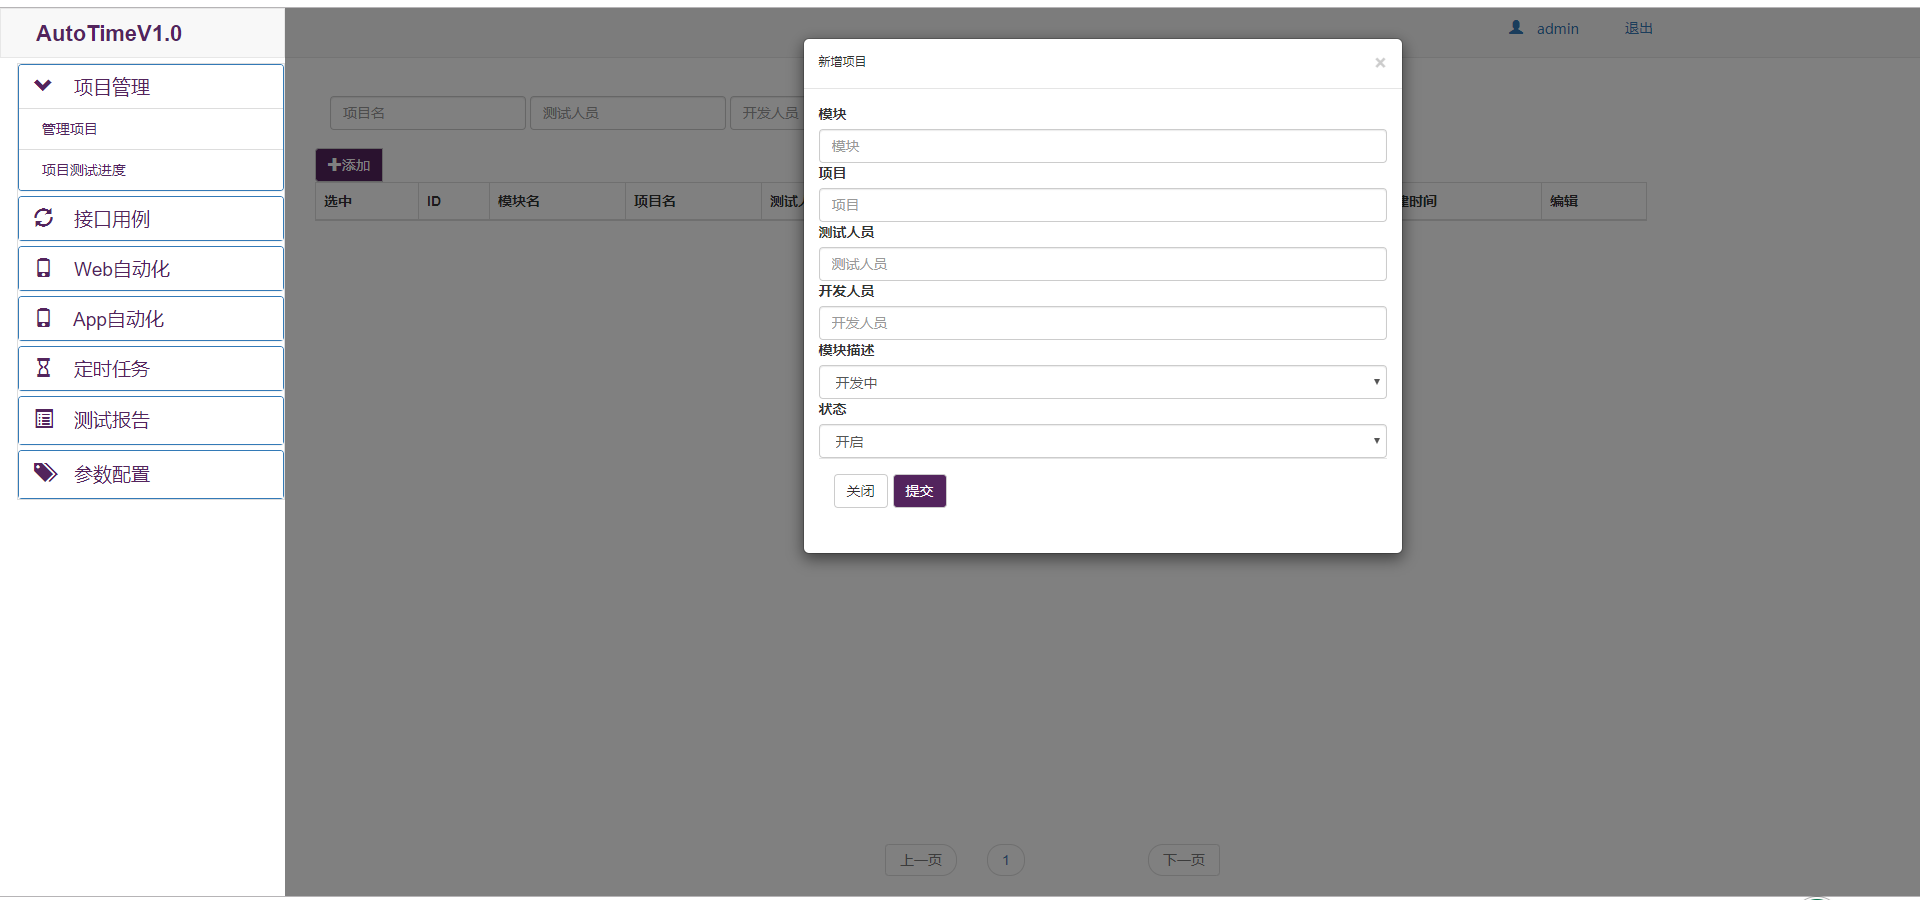 AutoTimeV1.0
admin
退出
项目管理
管理项目
项目测试进度
接口用例
Web自动化
App自动化
定时任务
测试报告
参数配置
项目名
测试人员
开发人员
添加
选中
ID
模块名
项目名
测试
建时间
编辑
新增项目
×
模块
模块
项目
项目
测试人员
测试人员
开发人员
开发人员
模块描述
开发中
状态
开启
关闭
提交
上一页
1
下一页